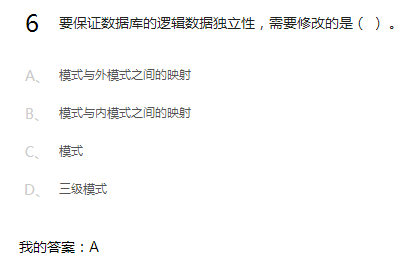 6 要保证数据库的逻辑数据独立性，需要修改的是（ ）。
A、 模式与外模式之间的映射
B、 模式与内模式之间的映射
C、 模式
D、 三级模式
我的答案：A